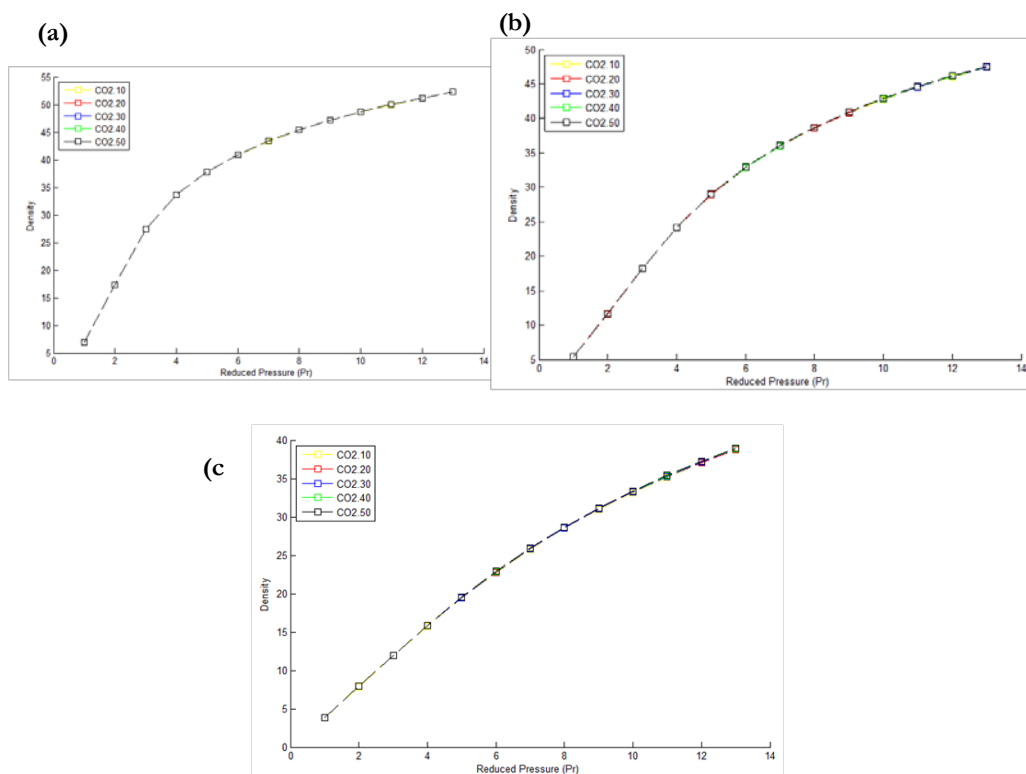 (a)
55
50
45
40
35
30
25
20
15
10
5
Density
CO2.10
CO2.20
CO2.30
CO2.40
CO2.50
0 2 4 6 8 10 12 14
Reduced Pressure (Pr)
(b)
50
45
40
35
30
25
20
15
10
5
Density
CO2.10
CO2.20
CO2.30
CO2.40
CO2.50
0 2 4 6 8 10 12 14
Reduced Pressure (Pr)
(c
40
35
30
25
20
15
10
5
0
Density
CO2.10
CO2.20
CO2.30
CO2.40
CO2.50
0 2 4 6 8 10 12 14
Reduced Pressure (Pr)